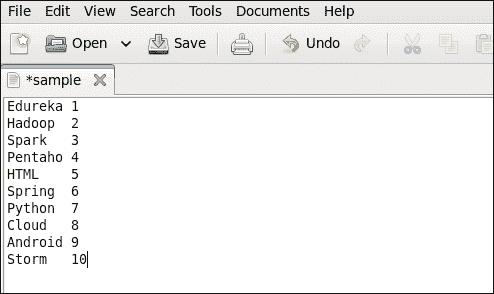 File Edit View Search Tools Documents Help
Open Save Undo
*sample
Edureka 1
Hadoop 2
Spark 3
Pentaho 4
HTML 5
Spring 6
Python 7
Cloud 8
Android 9
Storm 10